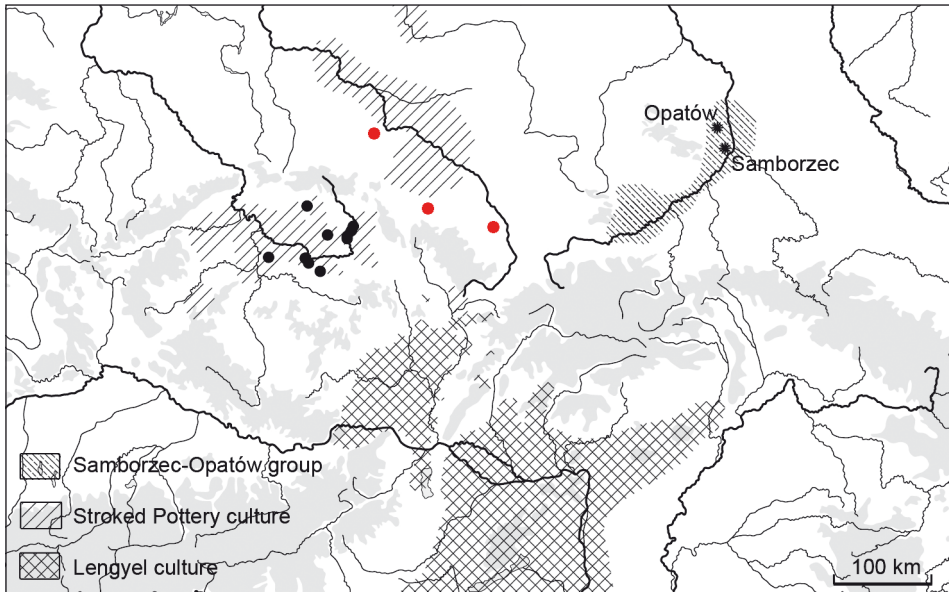 Opatów
Samborzec
Samborzec-Opatów group
Stroked Pottery culture
Lengyel culture
100 km